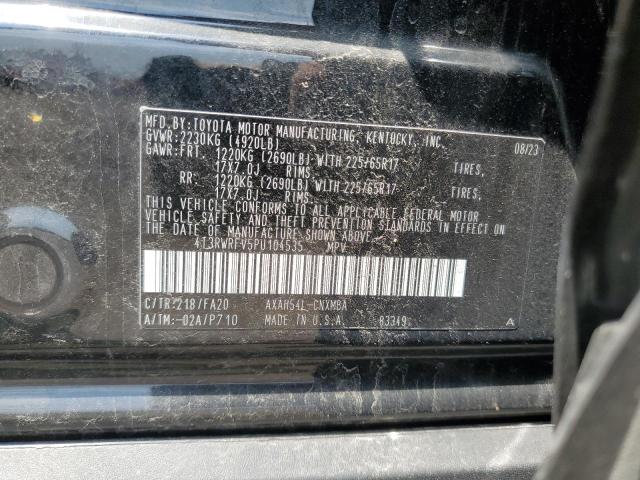 MFD.BY:TOYOTA MOTOR MANUFACTURING, KENTUCKY, INC.
GVWR:2230KG (4920LB) 08/23
GAWR:FRT. 1220KG (2690LB) WITH 225/65R17 TIRES,
17X7.0J RIMS
RR: 1220KG (2690LB) WITH 225/65R17 TIRES,
17X7.0J RIMS
THIS VEHICLE CONFORMS TO ALL APPLICABLE FEDERAL MOTOR
VEHICLE SAFETY AND BUMPER STANDARDS IN EFFECT ON
THE DATE OF MANUFACTURE SHOWN ABOVE.
4T3RWRFV5PU104535 MPV
C/TR:218/FA20 AXAH54L-CNXMBA
A/TM:-02A/P710 MADE IN U.S.A. 83349 A